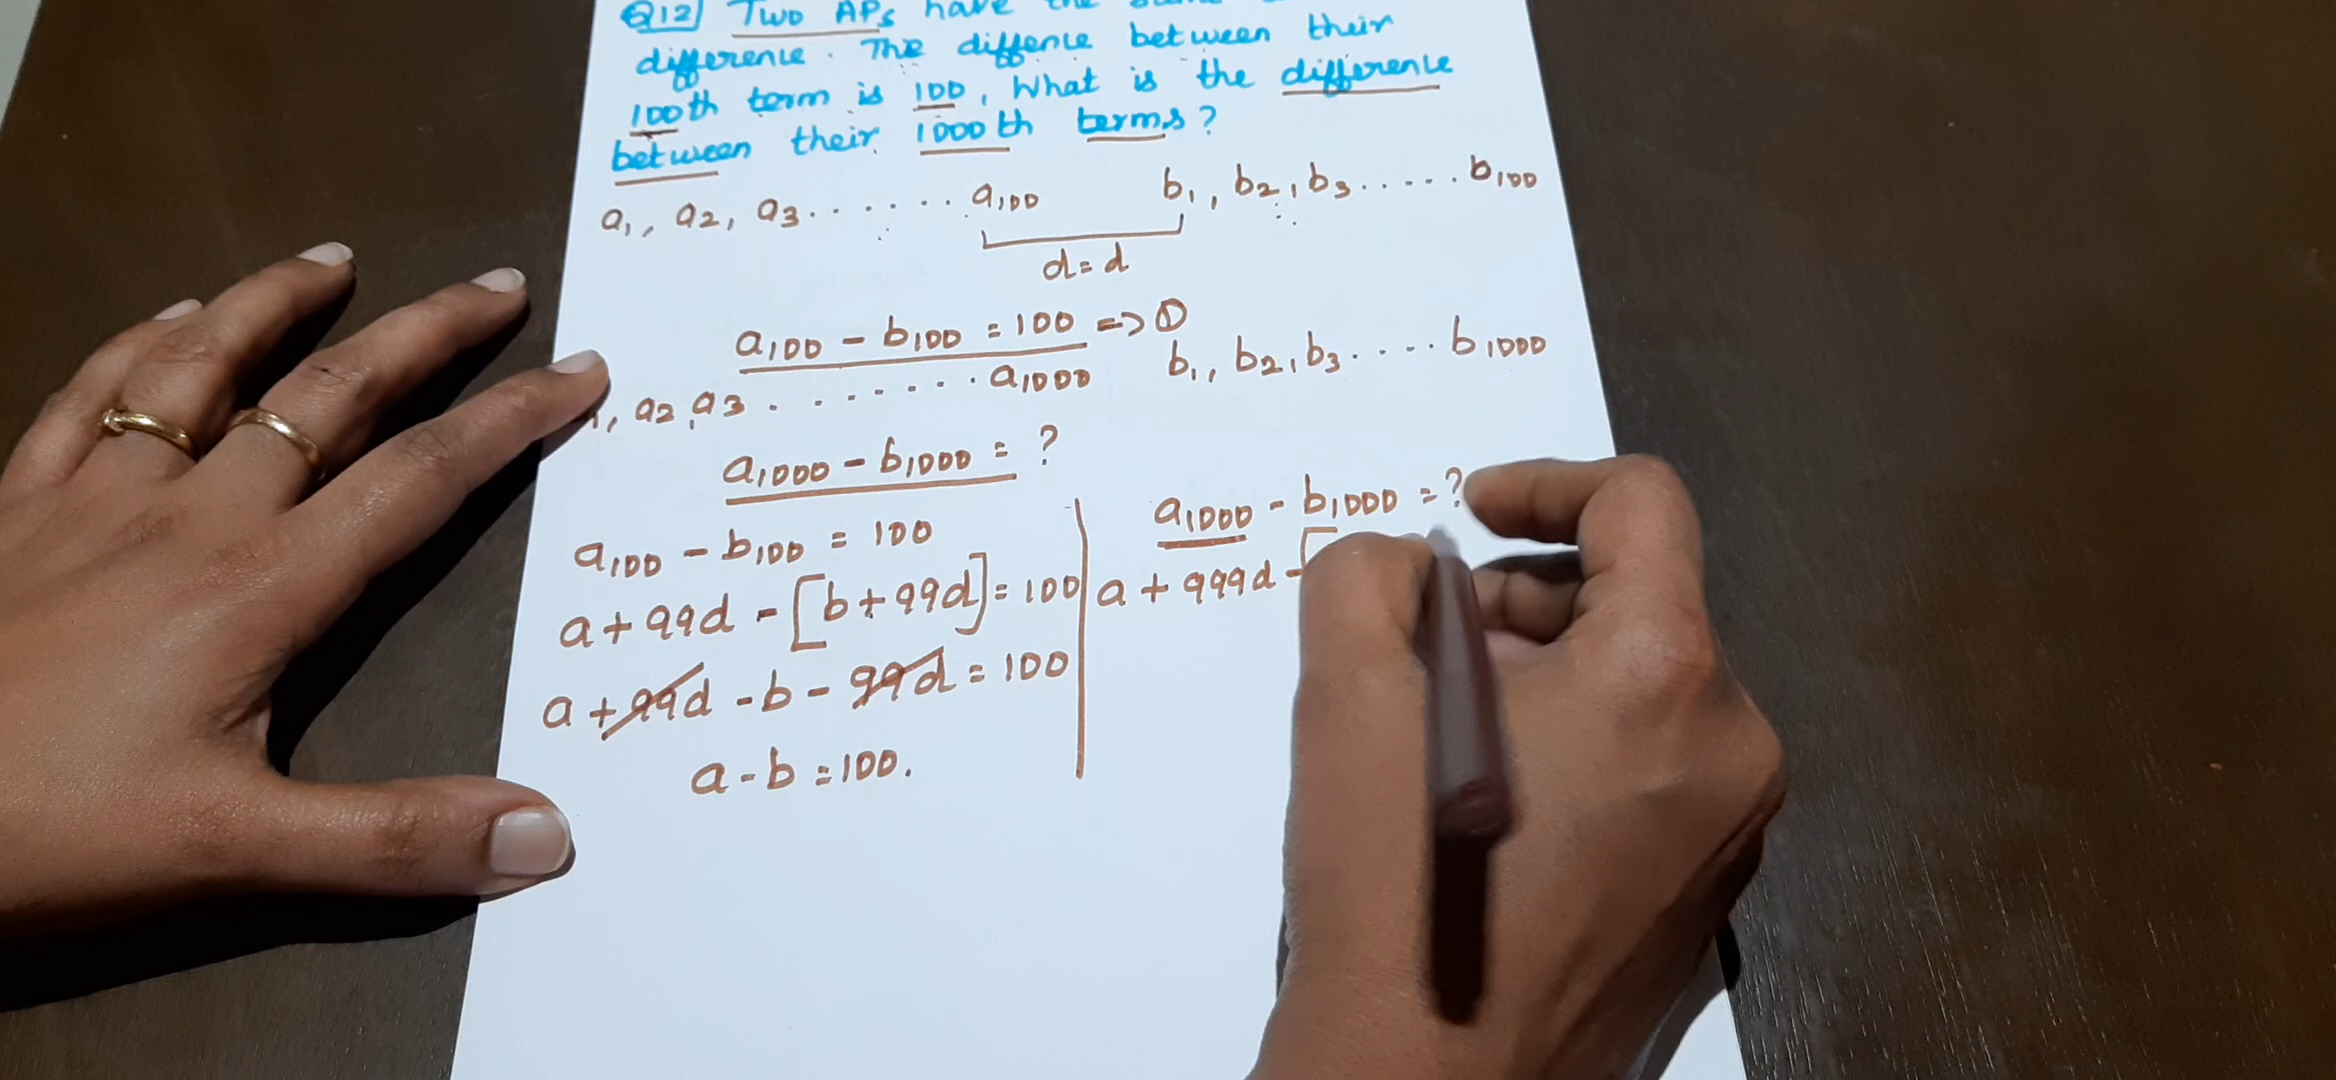 Q12] Two APs have the
difference. The diffence between their
100th term is 100, What is the difference
between their 1000th terms?
a₁, a₂, a₃....... a₁₀₀ b₁, b₂, b₃..... b₁₀₀
d = d
a₁₀₀ - b₁₀₀ = 100 => ①
, a₂, a₃ . . . . . . . a₁₀₀₀ b₁, b₂, b₃.... b₁₀₀₀
a₁₀₀₀ - b₁₀₀₀ = ?
a₁₀₀ - b₁₀₀ = 100
a + 99d - [b + 99d] = 100
a + 99d - b - 99d = 100
a - b = 100.
a₁₀₀₀ - b₁₀₀₀ = ?
a + 999d - [